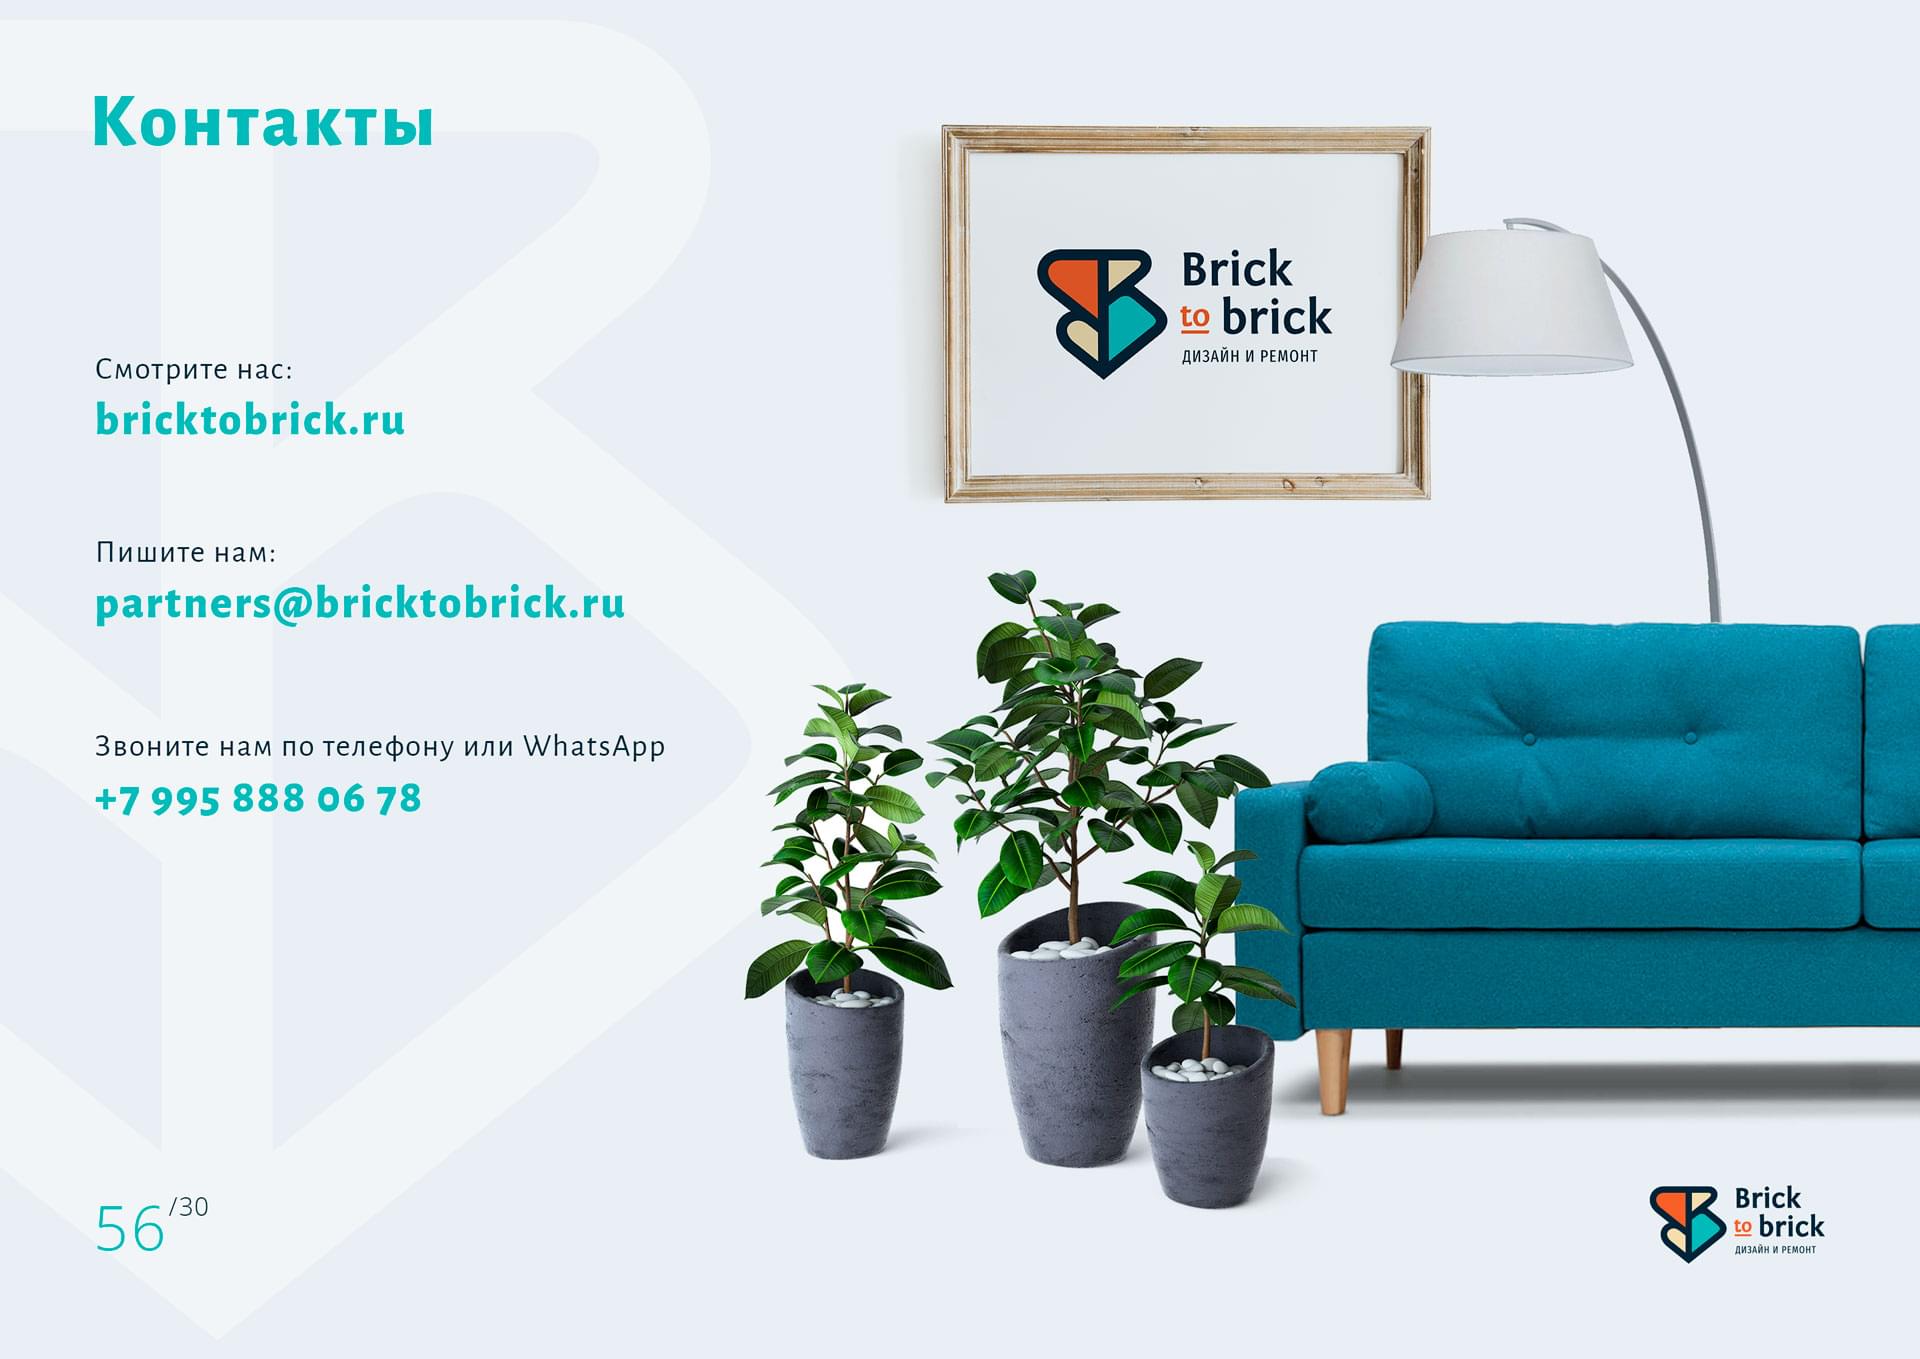 Контакты
Смотрите нас:
bricktobrick.ru
Пишите нам:
partners@bricktobrick.ru
Звоните нам по телефону или WhatsApp
+7 995 888 06 78
56/30
Brick
to brick
ДИЗАЙН И РЕМОНТ
Brick
to brick
ДИЗАЙН И РЕМОНТ